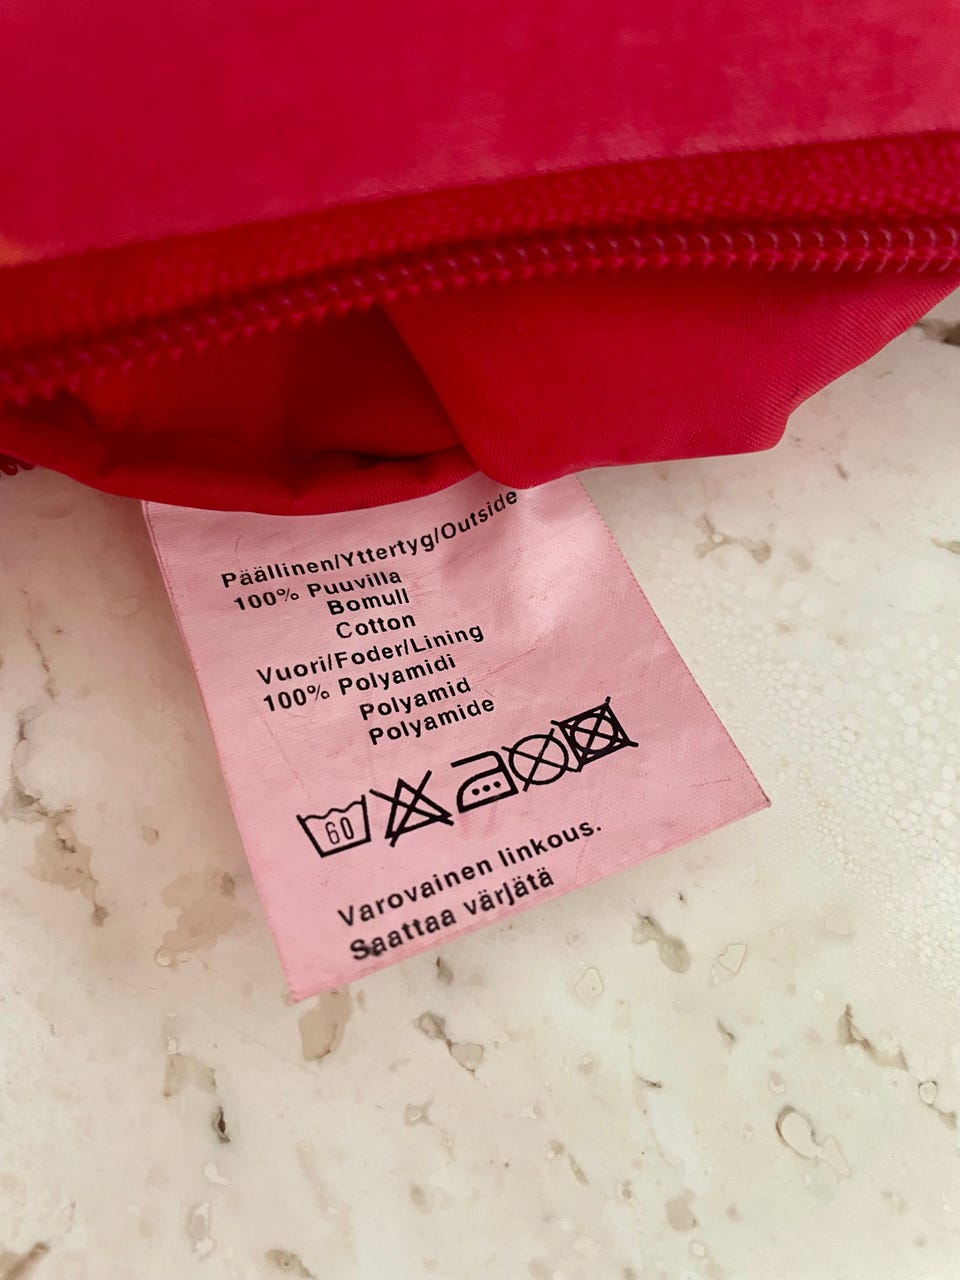 Päällinen/Yttertyg/Outside
100% Puuvilla
Bomull
Cotton
Vuori/Foder/Lining
100% Polyamidi
Polyamid
Polyamide
60
Varovainen linkous.
Saattaa värjätä